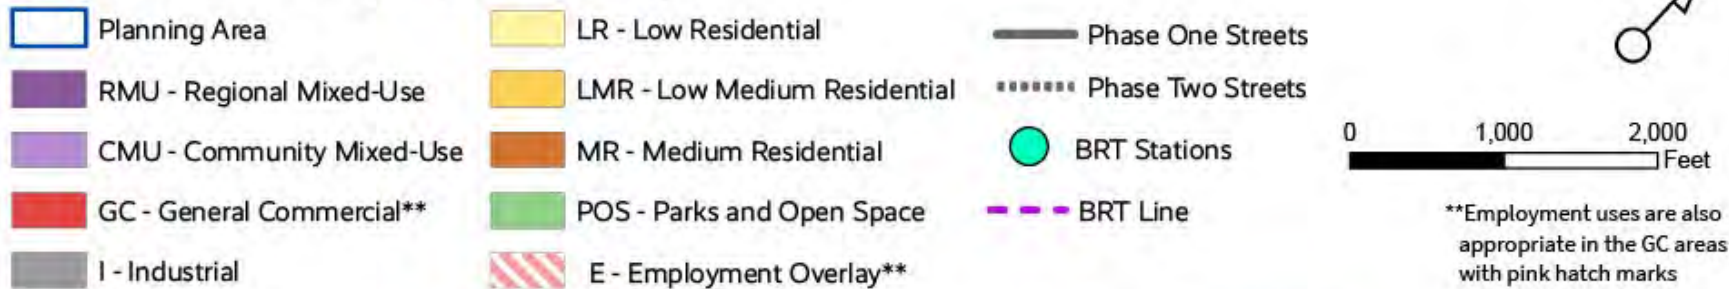 Planning Area
RMU - Regional Mixed-Use
CMU - Community Mixed-Use
GC - General Commercial**
I - Industrial
LR - Low Residential
LMR - Low Medium Residential
MR - Medium Residential
POS - Parks and Open Space
E - Employment Overlay**
Phase One Streets
Phase Two Streets
BRT Stations
BRT Line
0 1,000 2,000
Feet
**Employment uses are also
appropriate in the GC areas
with pink hatch marks